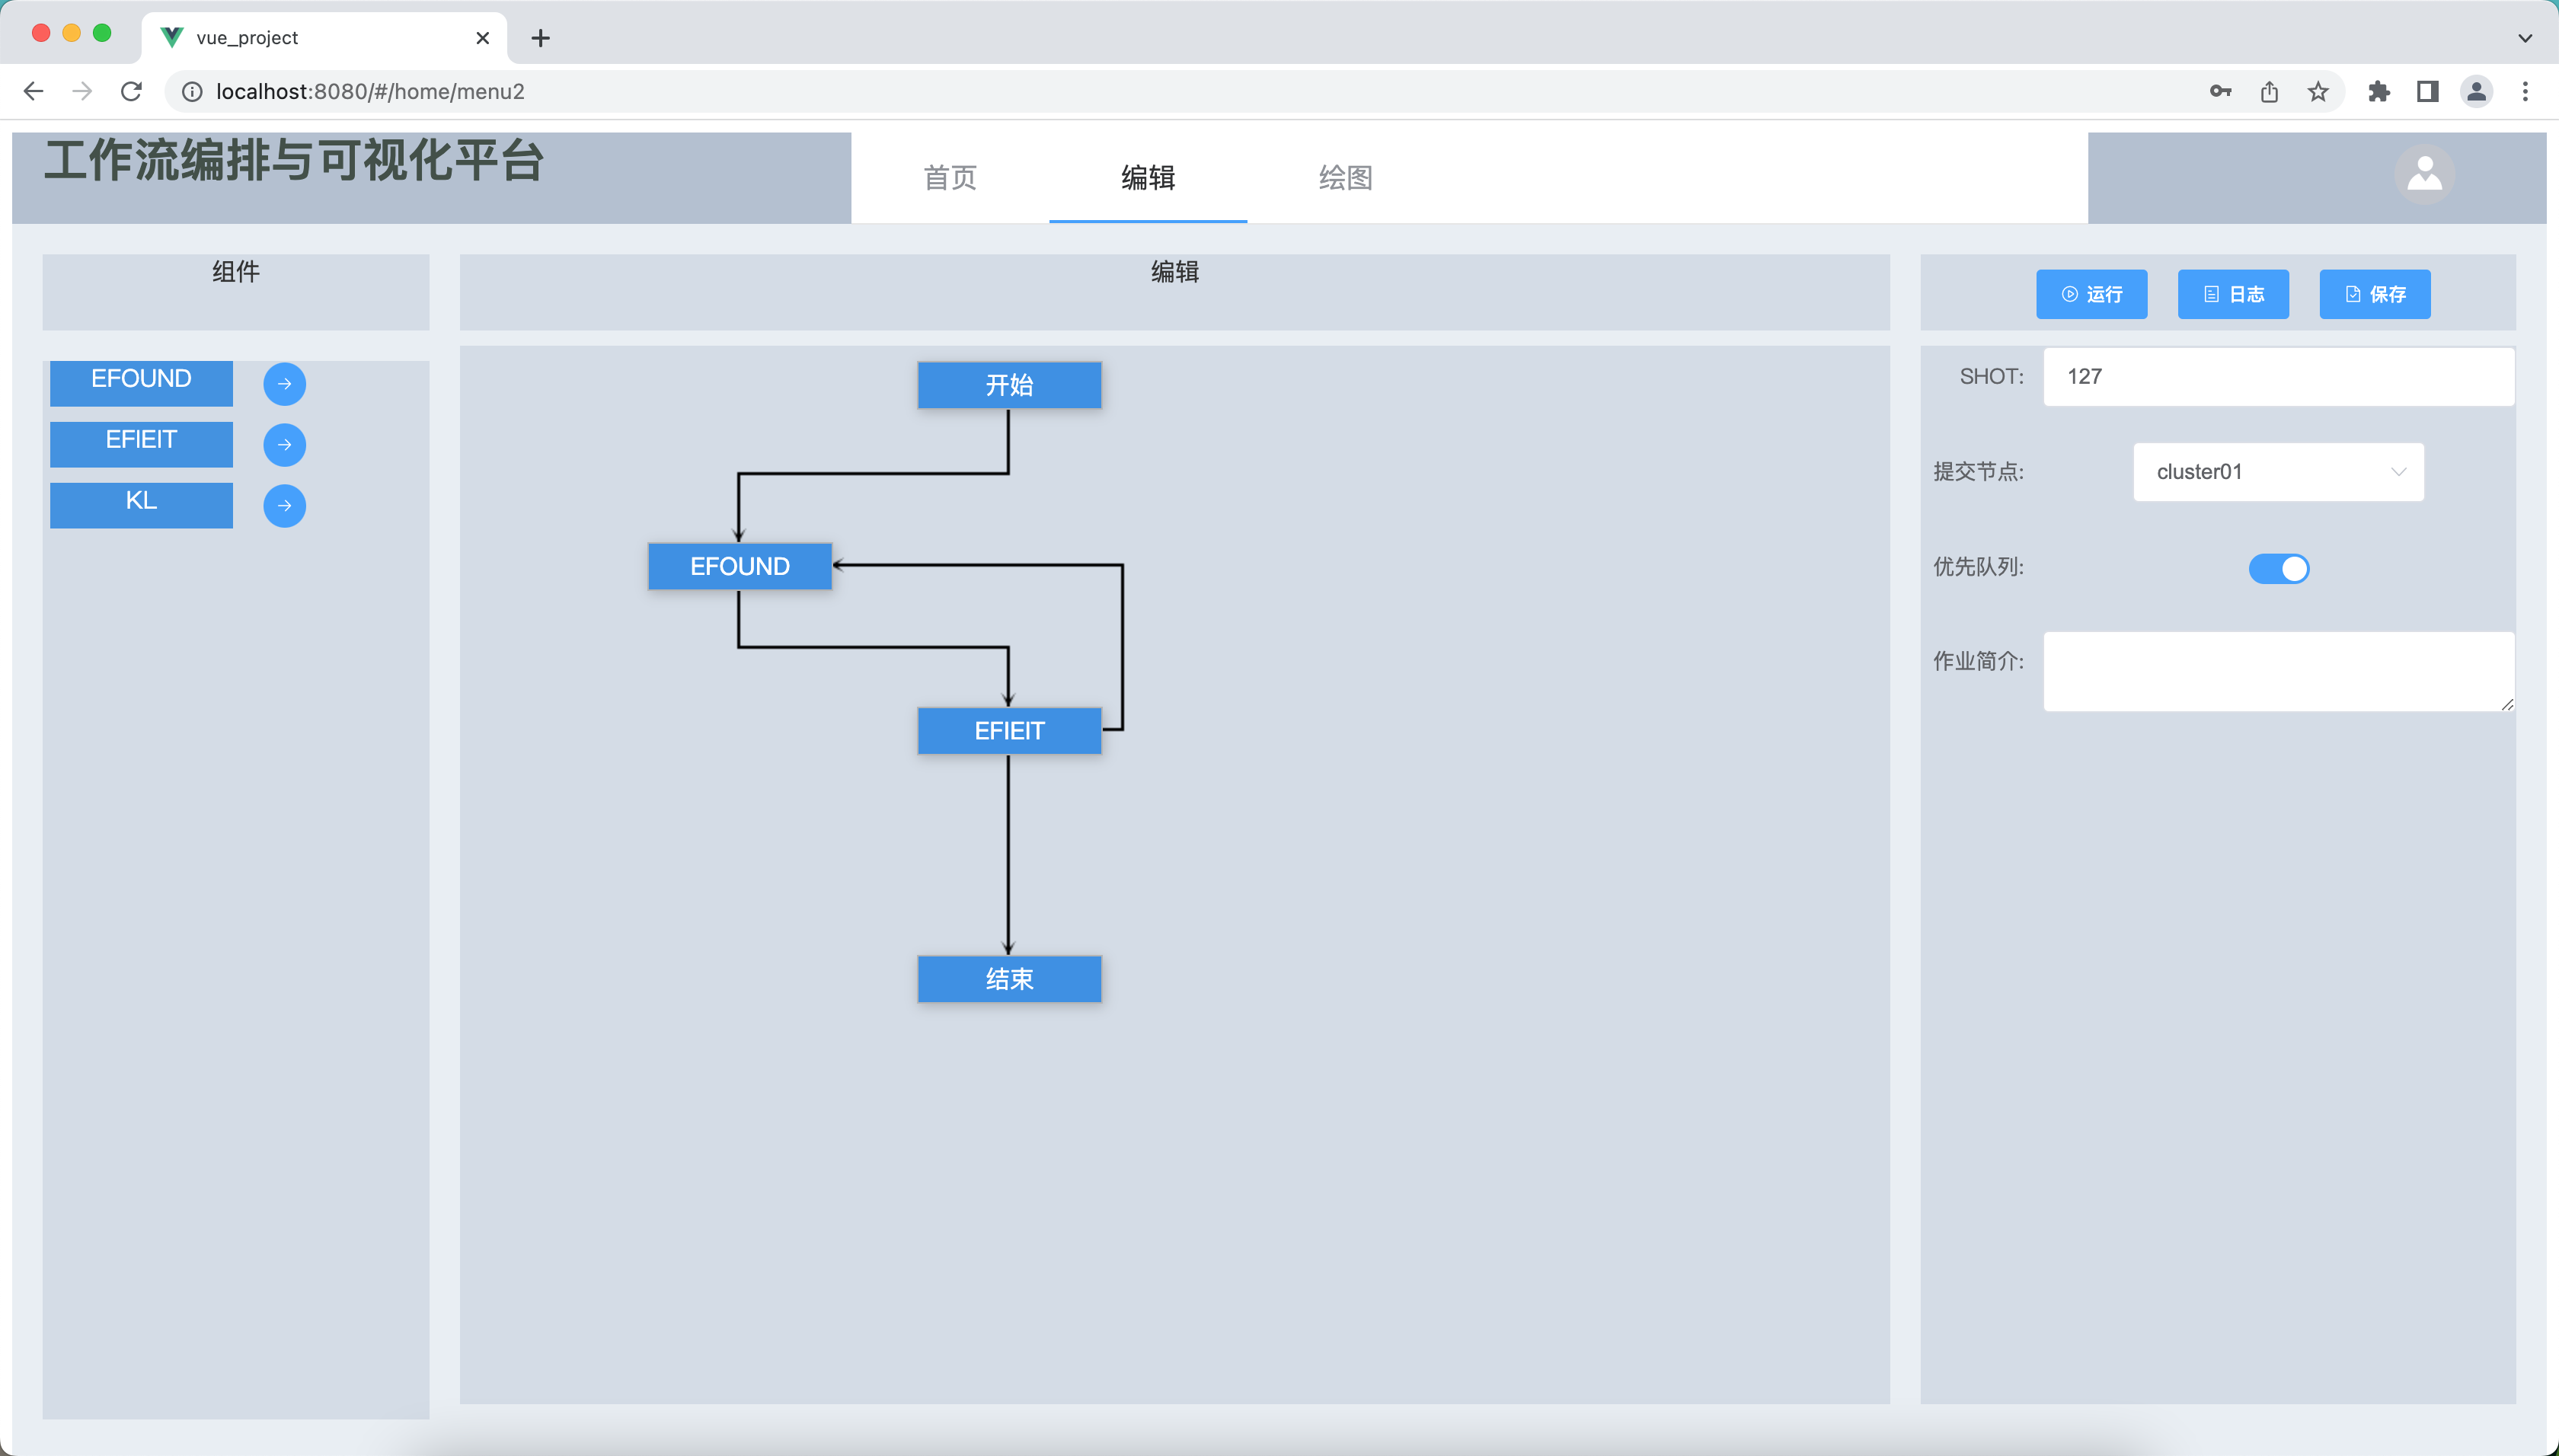 vue_project
localhost:8080/#/home/menu2
工作流编排与可视化平台
首页
编辑
绘图
组件
编辑
运行
日志
保存
EFOUND
EFIEIT
KL
开始
EFOUND
EFIEIT
结束
SHOT: 127
提交节点: cluster01
优先队列:
作业简介: